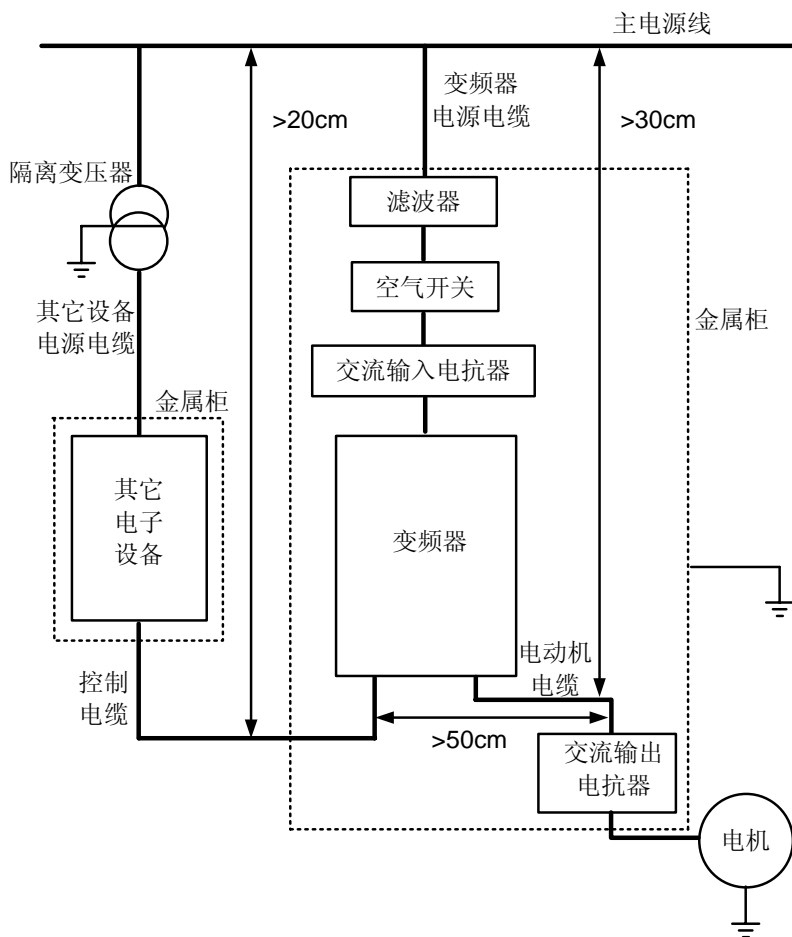 主电源线
变频器
电源电缆
>20cm
>30cm
隔离变压器
滤波器
空气开关
其它设备
电源电缆
金属柜
交流输入电抗器
金属柜
其它
电子
设备
变频器
控制
电缆
电动机
电缆
>50cm
交流输出
电抗器
电机